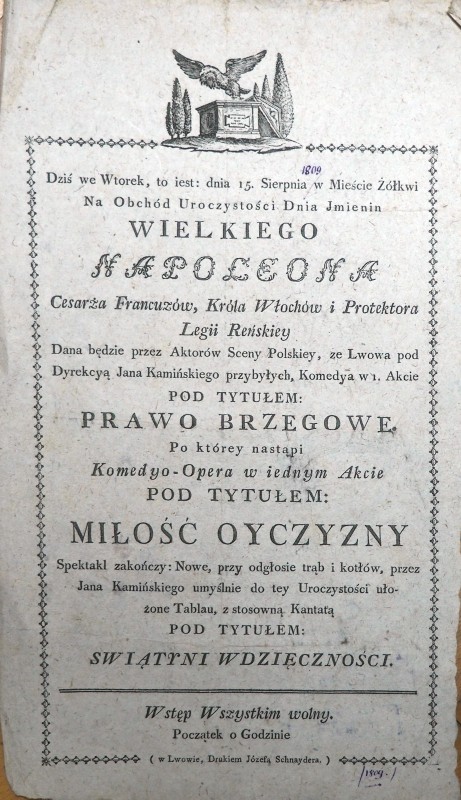 1809
Dziś we Wtorek, to iest: dnia 15. Sierpnia w Mieście Żółkwi
Na Obchód Uroczystości Dnia Jmienin
WIELKIEGO
NAPOLEONA
Cesarża Francuzów, Króla Włochów i Protektora
Legii Reńskiey
Dana będzie przez Aktorów Sceny Polskiey, ze Lwowa pod
Dyrekcyą Jana Kamińskiego przybyłych, Komedya w 1. Akcie
POD TYTUŁEM:
PRAWO BRZEGOWE.
Po którey nastąpi
Komedyo-Opera w iednym Akcie
POD TYTUŁEM:
MIŁOŚĆ OYCZYZNY
Spektakl zakończy: Nowe, przy odgłosie trąb i kotłów, przez
Jana Kamińskiego umyślnie do tey Uroczystości uło-
żone Tablau, z stosowną Kantatą
POD TYTUŁEM:
SWIĄTYNI WDZIĘCZNOŚCI.
Wstęp Wszystkim wolny.
Początek o Godzinie
( w Lwowie, Drukiem Józefa Schnaydera. )
/1809./